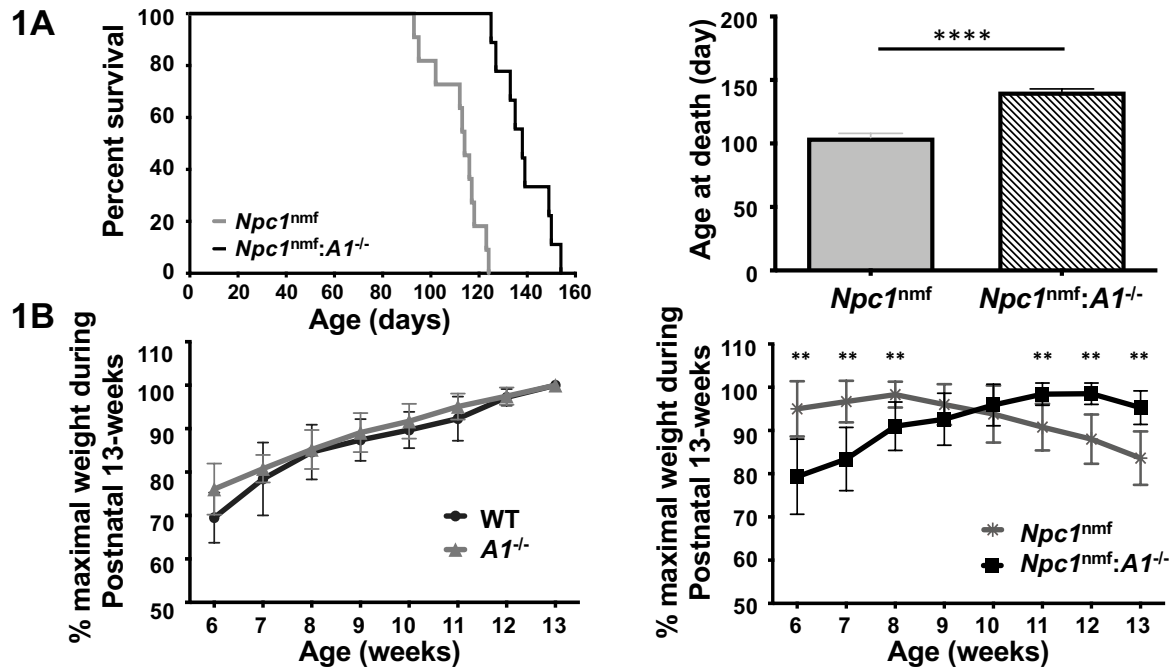 1A
Percent survival
100
80
60
40
20
0
Npc1nmf
Npc1nmf:A1-/-
0 20 40 60 80 100 120 140 160
Age (days)
Age at death (day)
200
150
100
50
0
****
Npc1nmf Npc1nmf:A1-/-
1B
% maximal weight during
Postnatal 13-weeks
110
100
90
80
70
60
50
WT
A1-/-
6 7 8 9 10 11 12 13
Age (weeks)
% maximal weight during
Postnatal 13-weeks
110
100
90
80
70
60
50
** ** ** ** ** **
Npc1nmf
Npc1nmf:A1-/-
6 7 8 9 10 11 12 13
Age (weeks)